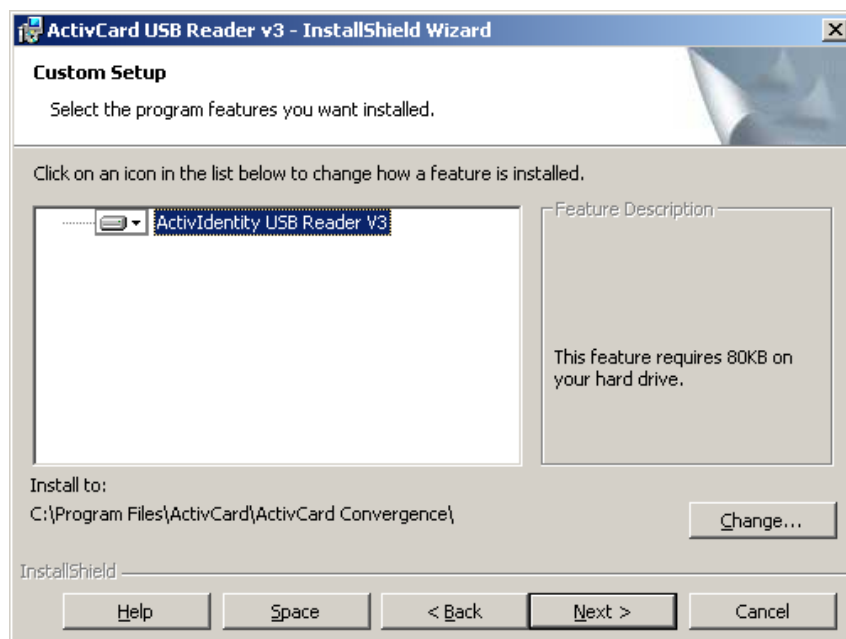 ActivCard USB Reader v3 - InstallShield Wizard
Custom Setup
Select the program features you want installed.
Click on an icon in the list below to change how a feature is installed.
ActivIdentity USB Reader V3
Feature Description
This feature requires 80KB on
your hard drive.
Install to:
C:\Program Files\ActivCard\ActivCard Convergence\
Change...
InstallShield
Help
Space
< Back
Next >
Cancel